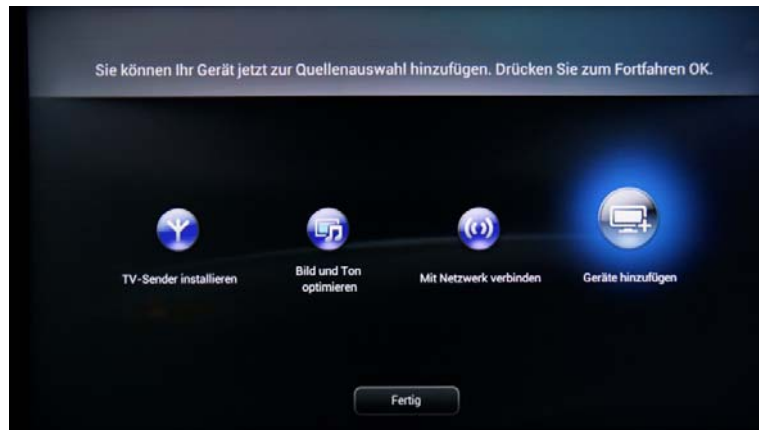 Sie können Ihr Gerät jetzt zur Quellenauswahl hinzufügen. Drücken Sie zum Fortfahren OK.
TV-Sender installieren
Bild und Ton
optimieren
Mit Netzwerk verbinden
Geräte hinzufügen
Fertig